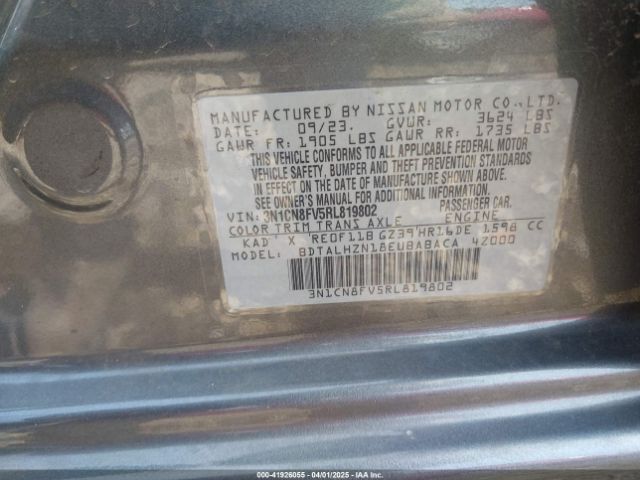 MANUFACTURED BY NISSAN MOTOR CO., LTD.
DATE: 09/23. GVWR: 3624 LBS
GAWR FR: 1905 LBS GAWR RR: 1735 LBS
THIS VEHICLE CONFORMS TO ALL APPLICABLE FEDERAL MOTOR
VEHICLE SAFETY, BUMPER AND THEFT PREVENTION STANDARDS
IN EFFECT ON THE DATE OF MANUFACTURE SHOWN ABOVE.
SEE OWNER'S MANUAL FOR ADDITIONAL INFORMATION.
VIN: 3N1CN8FV5RL819802 PASSENGER CAR.
COLOR TRIM TRANS AXLE ENGINE
KAD X RE0F11B GZ39 HR16DE 1598 CC
MODEL: BDTALHZN18EUBABACA 42000
3N1CN8FV5RL819802
000-41926055 - 04/01/2025 - IAA, Inc.